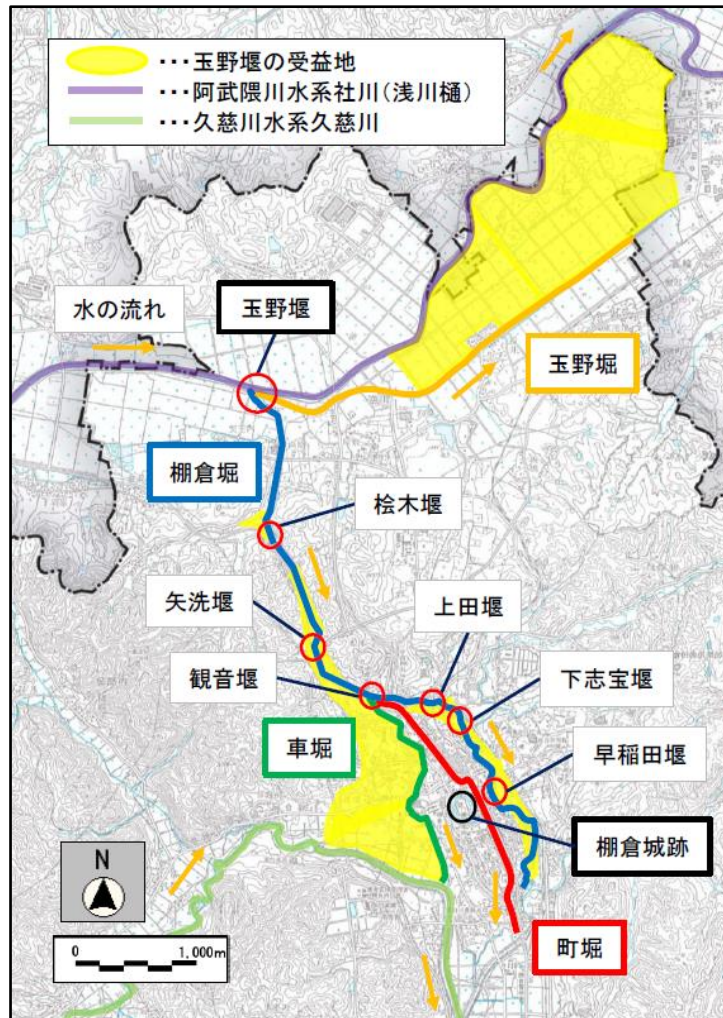 ・・・玉野堰の受益地
・・・阿武隈川水系社川(浅川樋)
・・・久慈川水系久慈川
水の流れ
玉野堰
玉野堀
棚倉堀
桧木堰
矢洗堰
上田堰
観音堰
下志宝堰
車堀
早稲田堰
棚倉城跡
町堀
N
0 1,000m